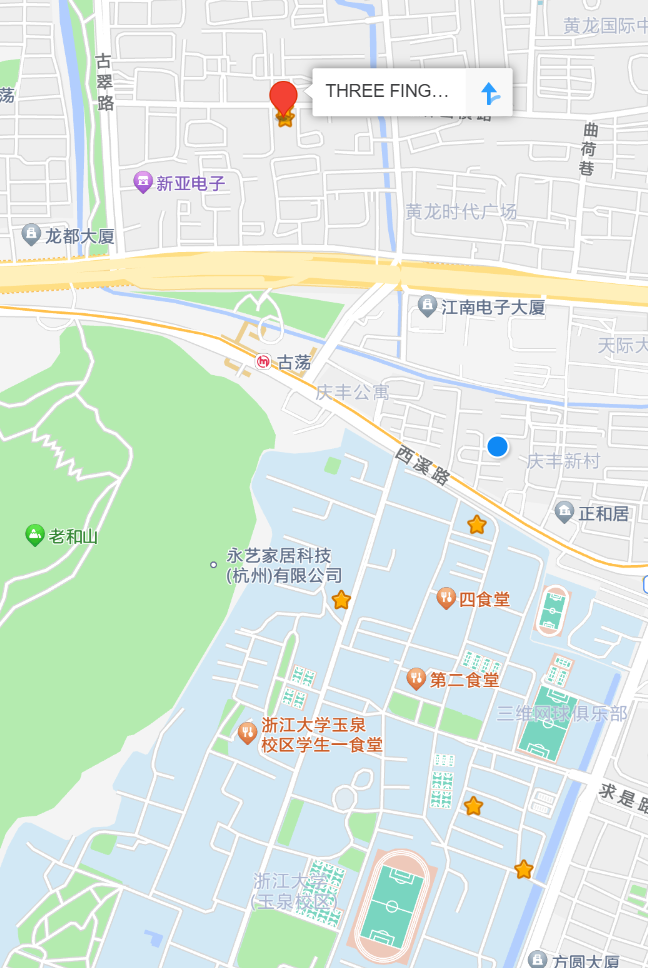 黄龙国际中
古翠路
荡
THREE FING…
曲荷巷
新亚电子
黄龙时代广场
龙都大厦
江南电子大厦
天际大
古荡
庆丰公寓
西溪路
庆丰新村
正和居
老和山
永艺家居科技
(杭州)有限公司
四食堂
第二食堂
三维网球俱乐部
浙江大学玉泉
校区学生一食堂
求是路
浙江大学
(玉泉校区)
方圆大厦